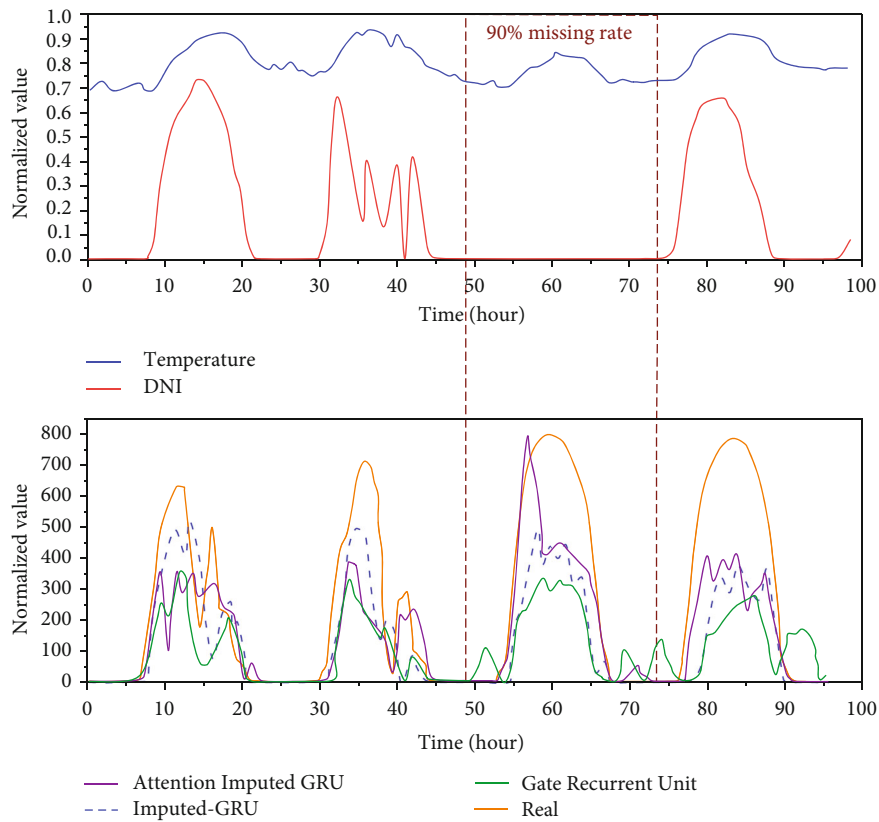 Normalized value
1.0
0.9
0.8
0.7
0.6
0.5
0.4
0.3
0.2
0.1
0.0
90% missing rate
0 10 20 30 40 50 60 70 80 90 100
Time (hour)
Temperature
DNI
Normalized value
800
700
600
500
400
300
200
100
0
0 10 20 30 40 50 60 70 80 90 100
Time (hour)
Attention Imputed GRU
Imputed-GRU
Gate Recurrent Unit
Real